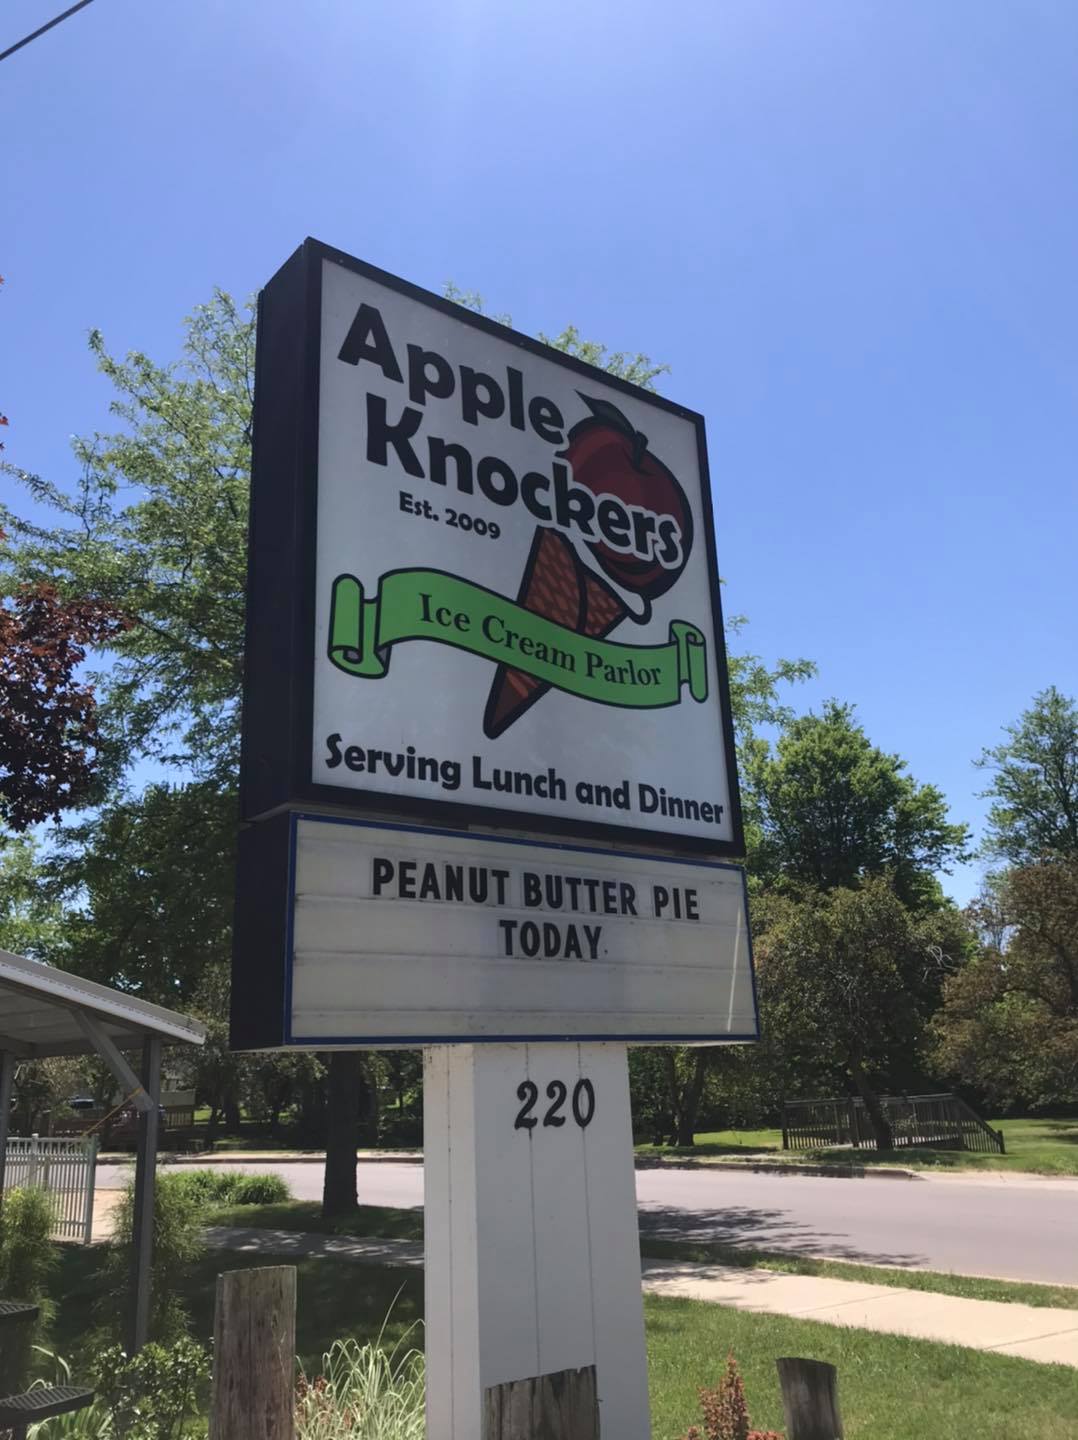 Apple
Knockers
Est. 2009
Ice Cream Parlor
Serving Lunch and Dinner
PEANUT BUTTER PIE
TODAY
220